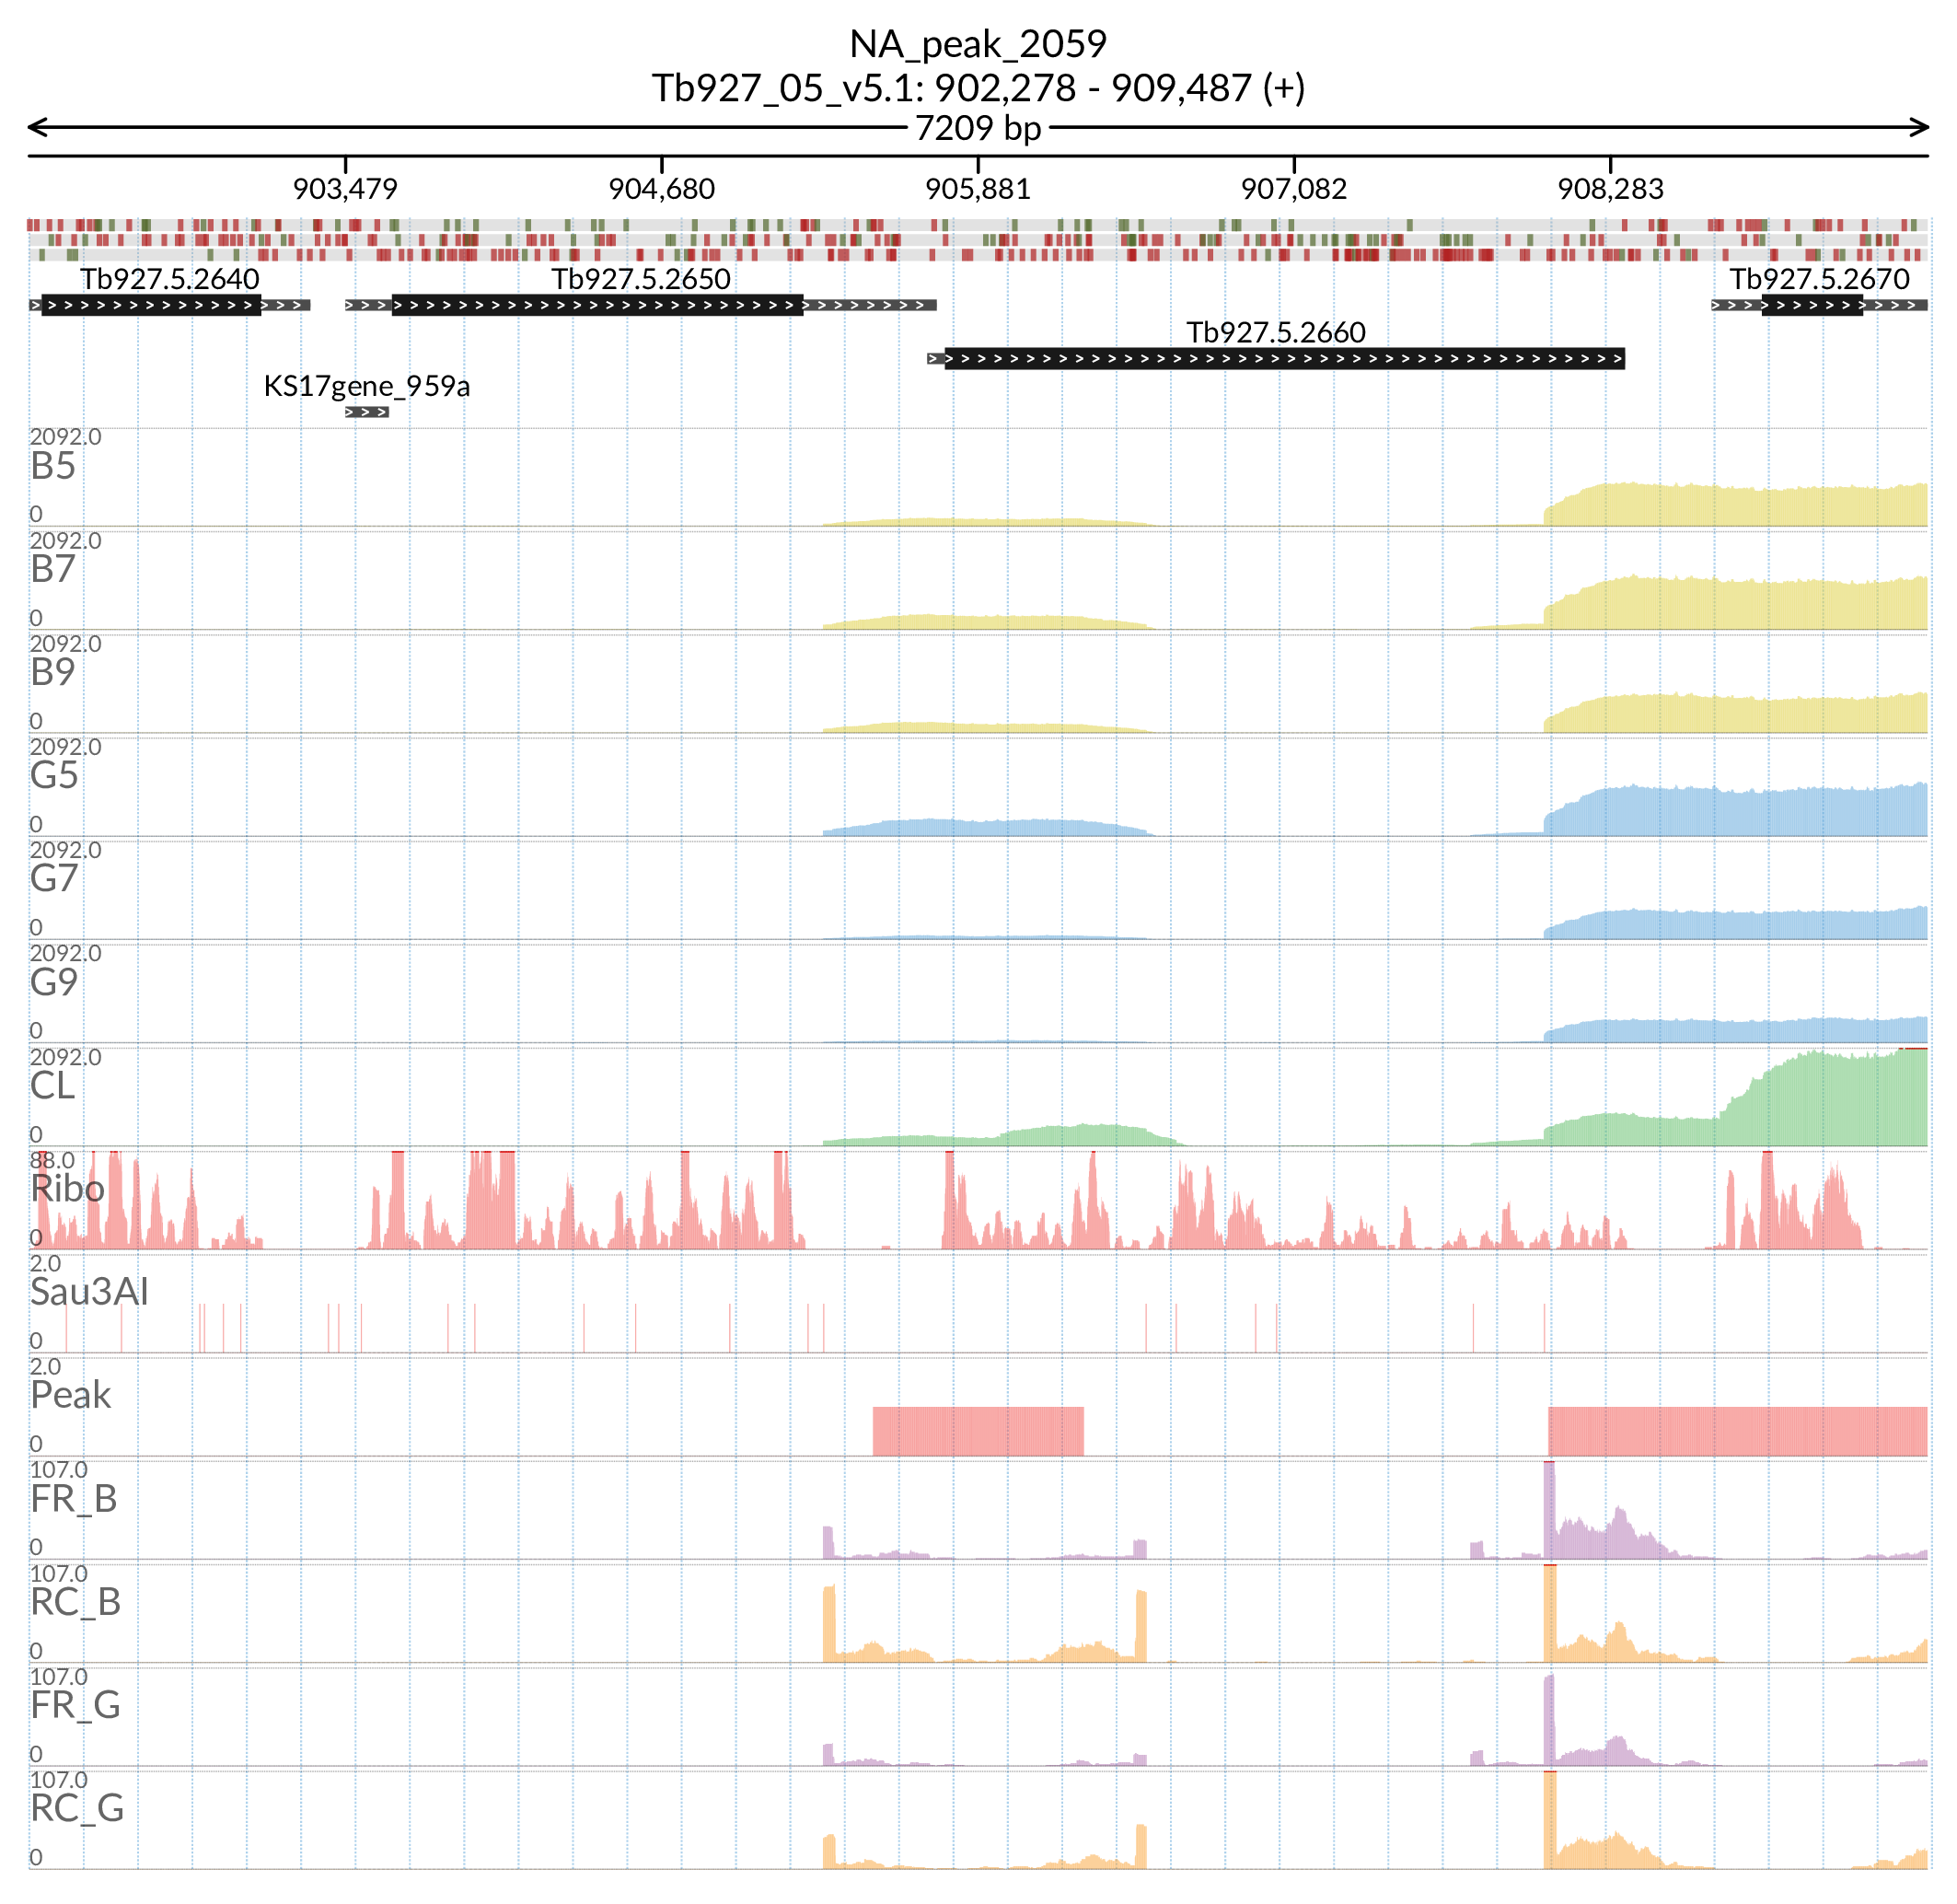 NA_peak_2059
Tb927_05_v5.1: 902,278 - 909,487 (+)
7209 bp
903,479 904,680 905,881 907,082 908,283
Tb927.5.2640 Tb927.5.2650 Tb927.5.2670
Tb927.5.2660
KS17gene_959a
2092.0
B5
0
2092.0
B7
0
2092.0
B9
0
2092.0
G5
0
2092.0
G7
0
2092.0
G9
0
2092.0
CL
0
88.0
Ribo
0
2.0
Sau3AI
0
2.0
Peak
0
107.0
FR_B
0
107.0
RC_B
0
107.0
FR_G
0
107.0
RC_G
0